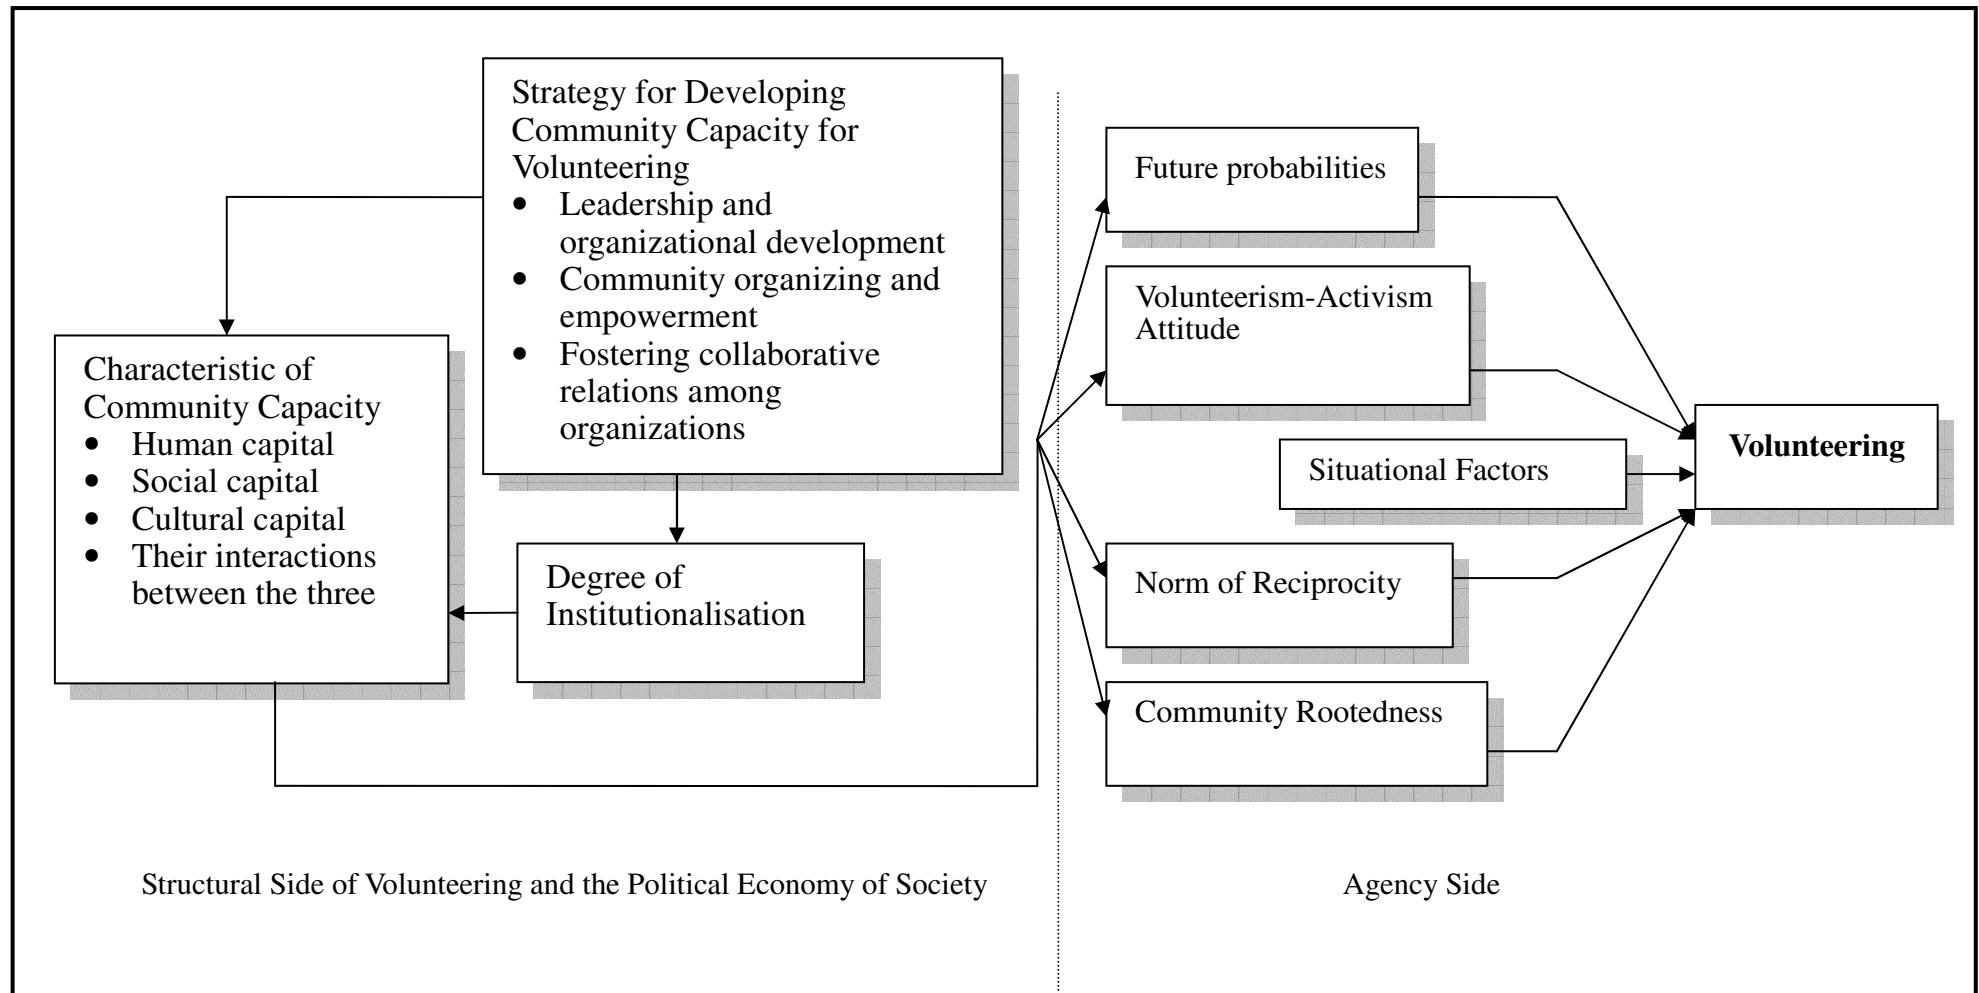 Strategy for Developing
Community Capacity for
Volunteering
• Leadership and
organizational development
• Community organizing and
empowerment
• Fostering collaborative
relations among
organizations
Characteristic of
Community Capacity
• Human capital
• Social capital
• Cultural capital
• Their interactions
between the three
Degree of
Institutionalisation
Future probabilities
Volunteerism-Activism
Attitude
Situational Factors
Norm of Reciprocity
Community Rootedness
Volunteering
Structural Side of Volunteering and the Political Economy of Society
Agency Side